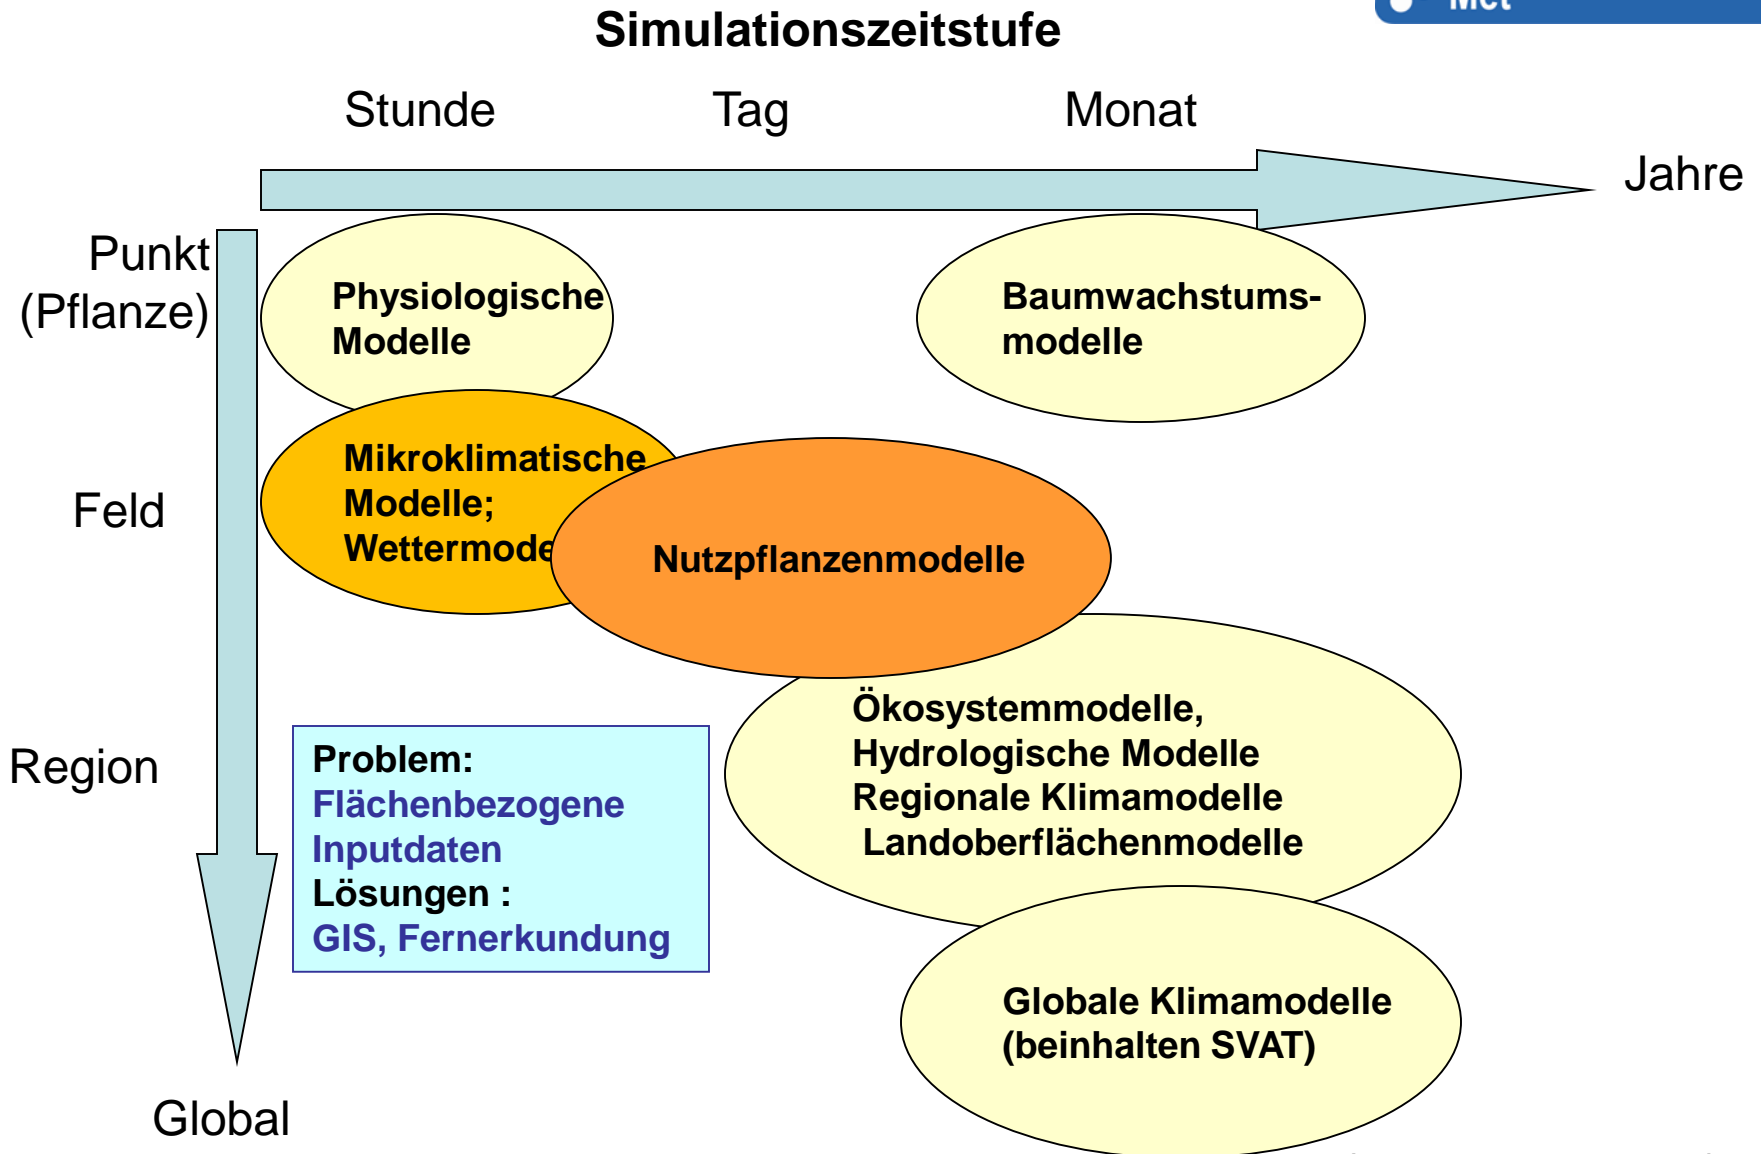 Simulationszeitstufe
Stunde Tag Monat
Jahre
Punkt
(Pflanze)
Physiologische
Modelle
Baumwachstums-
modelle
Feld
Mikroklimatische
Modelle;
Wettermode
Nutzpflanzenmodelle
Region
Problem:
Flächenbezogene
Inputdaten
Lösungen :
GIS, Fernerkundung
Ökosystemmodelle,
Hydrologische Modelle
Regionale Klimamodelle
Landoberflächenmodelle
Globale Klimamodelle
(beinhalten SVAT)
Global